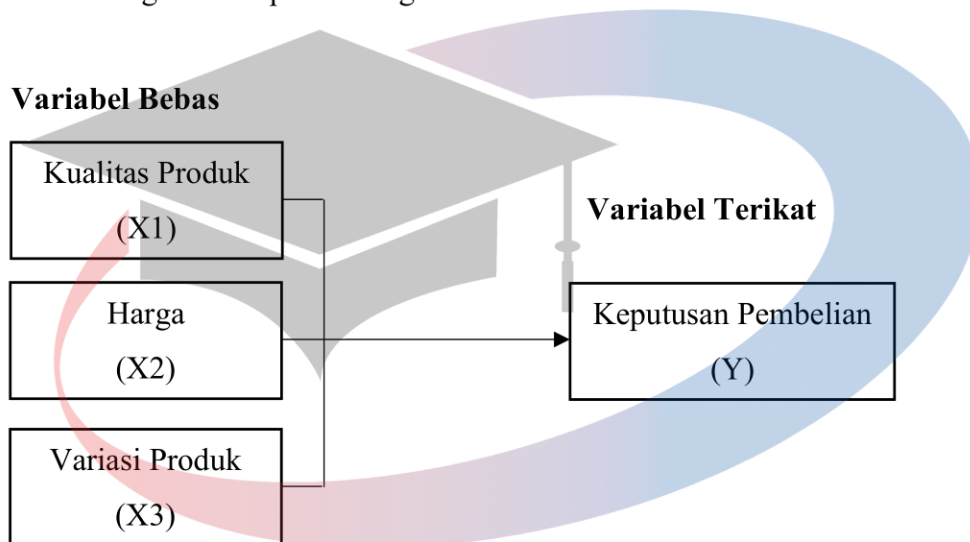 Variabel Bebas
Kualitas Produk
(X1)
Variabel Terikat
Harga
(X2)
Keputusan Pembelian
(Y)
Variasi Produk
(X3)